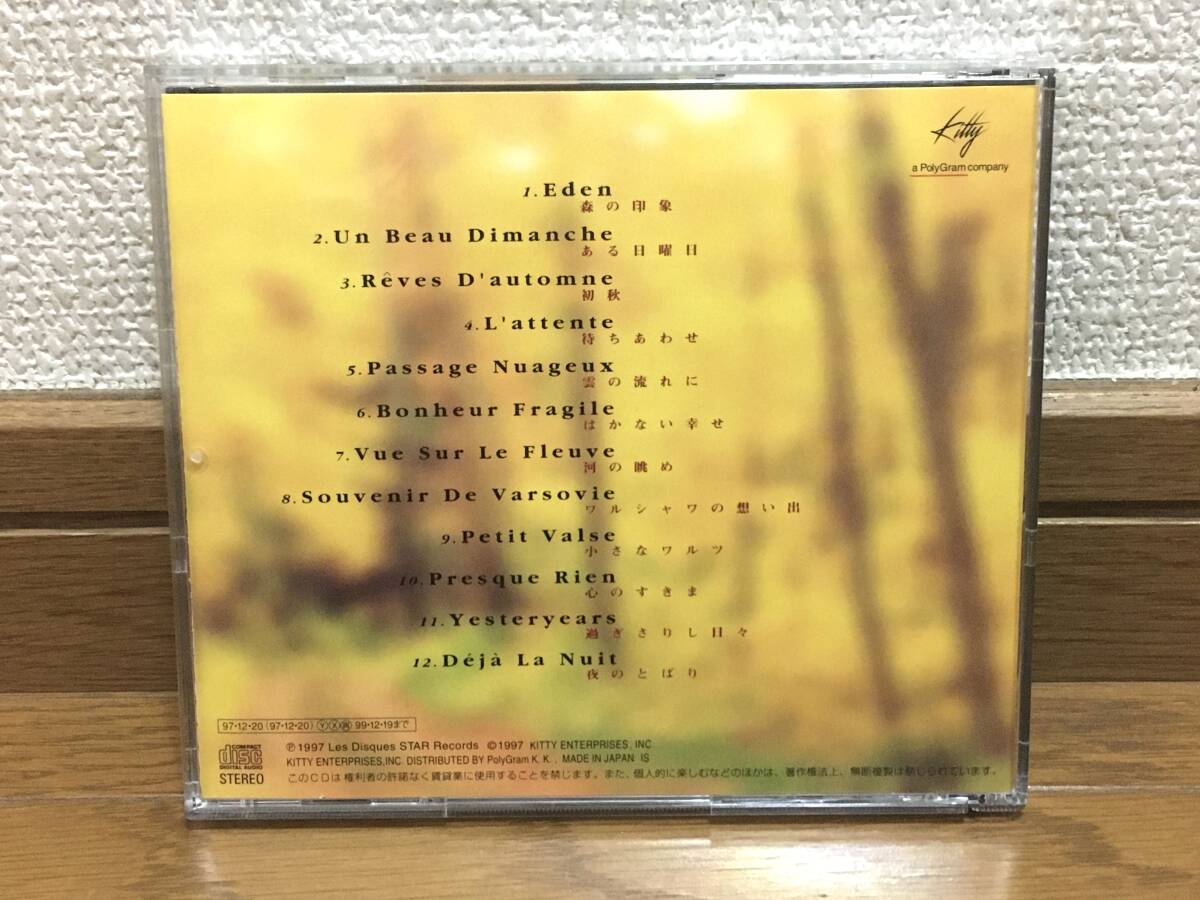 Kitty
a PolyGram company
1. Eden
森の印象
2. Un Beau Dimanche
ある日曜日
3. Rêves D'automne
初秋
4. L'attente
待ちあわせ
5. Passage Nuageux
雲の流れに
6. Bonheur Fragile
はかない幸せ
7. Vue Sur Le Fleuve
河の眺め
8. Souvenir De Varsovie
ワルシャワの想い出
9. Petit Valse
小さなワルツ
10. Presque Rien
心のすきま
11. Yesteryears
過ぎさりし日々
12. Déjà La Nuit
夜のとばり
97・12・20 (97・12・20) Ⓨ Ⓧ 99・12・19まで
COMPACT disc DIGITAL AUDIO
STEREO
℗1997 Les Disques STAR Records ©1997 KITTY ENTERPRISES, INC.
KITTY ENTERPRISES,INC. DISTRIBUTED BY PolyGram K. K. , MADE IN JAPAN IS
このCDは権利者の許諾なく賃貸業に使用することを禁じます。また、個人的に楽しむなどのほかは、著作権法上、無断複製は禁じられています。